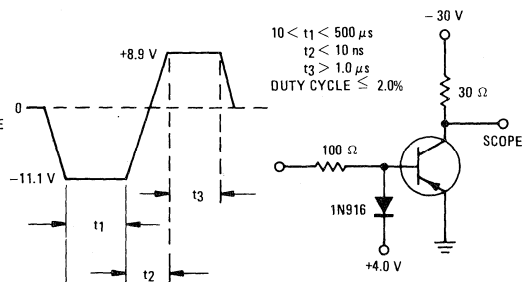 10 < t1 < 500 μs
t2 < 10 ns
t3 > 1.0 μs
DUTY CYCLE ≤ 2.0%
+8.9 V
0
E
−11.1 V
t1
t2
t3
− 30 V
30 Ω
SCOPE
100 Ω
1N916
+4.0 V